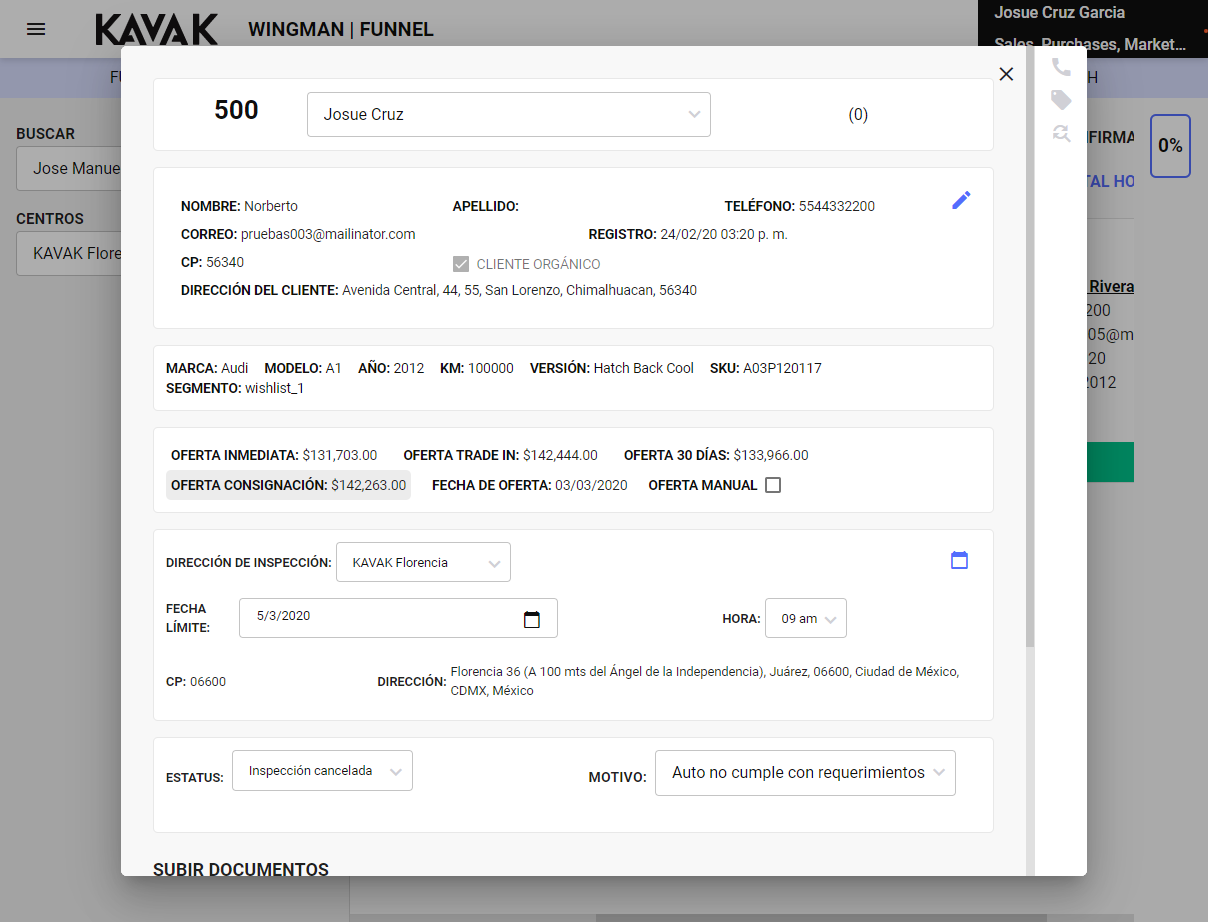 KAVAK
WINGMAN | FUNNEL
Josue Cruz Garcia
Sales, Purchases, Market...
BUSCAR
Jose Manue
CENTROS
KAVAK Flore
500
Josue Cruz
(0)
NOMBRE: Norberto
APELLIDO:
TELÉFONO: 5544332200
CORREO: pruebas003@mailinator.com
REGISTRO: 24/02/20 03:20 p. m.
CP: 56340
CLIENTE ORGÁNICO
DIRECCIÓN DEL CLIENTE: Avenida Central, 44, 55, San Lorenzo, Chimalhuacan, 56340
MARCA: Audi MODELO: A1 AÑO: 2012 KM: 100000 VERSIÓN: Hatch Back Cool SKU: A03P120117
SEGMENTO: wishlist_1
OFERTA INMEDIATA: $131,703.00 OFERTA TRADE IN: $142,444.00 OFERTA 30 DÍAS: $133,966.00
OFERTA CONSIGNACIÓN: $142,263.00 FECHA DE OFERTA: 03/03/2020 OFERTA MANUAL
DIRECCIÓN DE INSPECCIÓN: KAVAK Florencia
FECHA
LÍMITE:
5/3/2020
HORA: 09 am
CP: 06600
DIRECCIÓN:
Florencia 36 (A 100 mts del Ángel de la Independencia), Juárez, 06600, Ciudad de México,
CDMX, México
ESTATUS: Inspección cancelada
MOTIVO: Auto no cumple con requerimientos
SUBIR DOCUMENTOS
H
FIRMA
0%
TAL HO
Rivera
200
05@m
20
2012